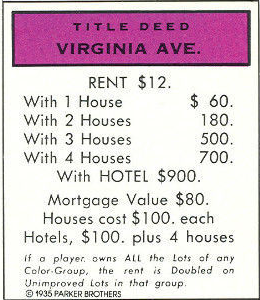 TITLE DEED
VIRGINIA AVE.
RENT $12.
With 1 House $ 60.
With 2 Houses 180.
With 3 Houses 500.
With 4 Houses 700.
With HOTEL $900.
Mortgage Value $80.
Houses cost $100. each
Hotels, $100. plus 4 houses
If a player owns ALL the Lots of any
Color-Group, the rent is Doubled on
Unimproved Lots in that group.
© 1935 PARKER BROTHERS